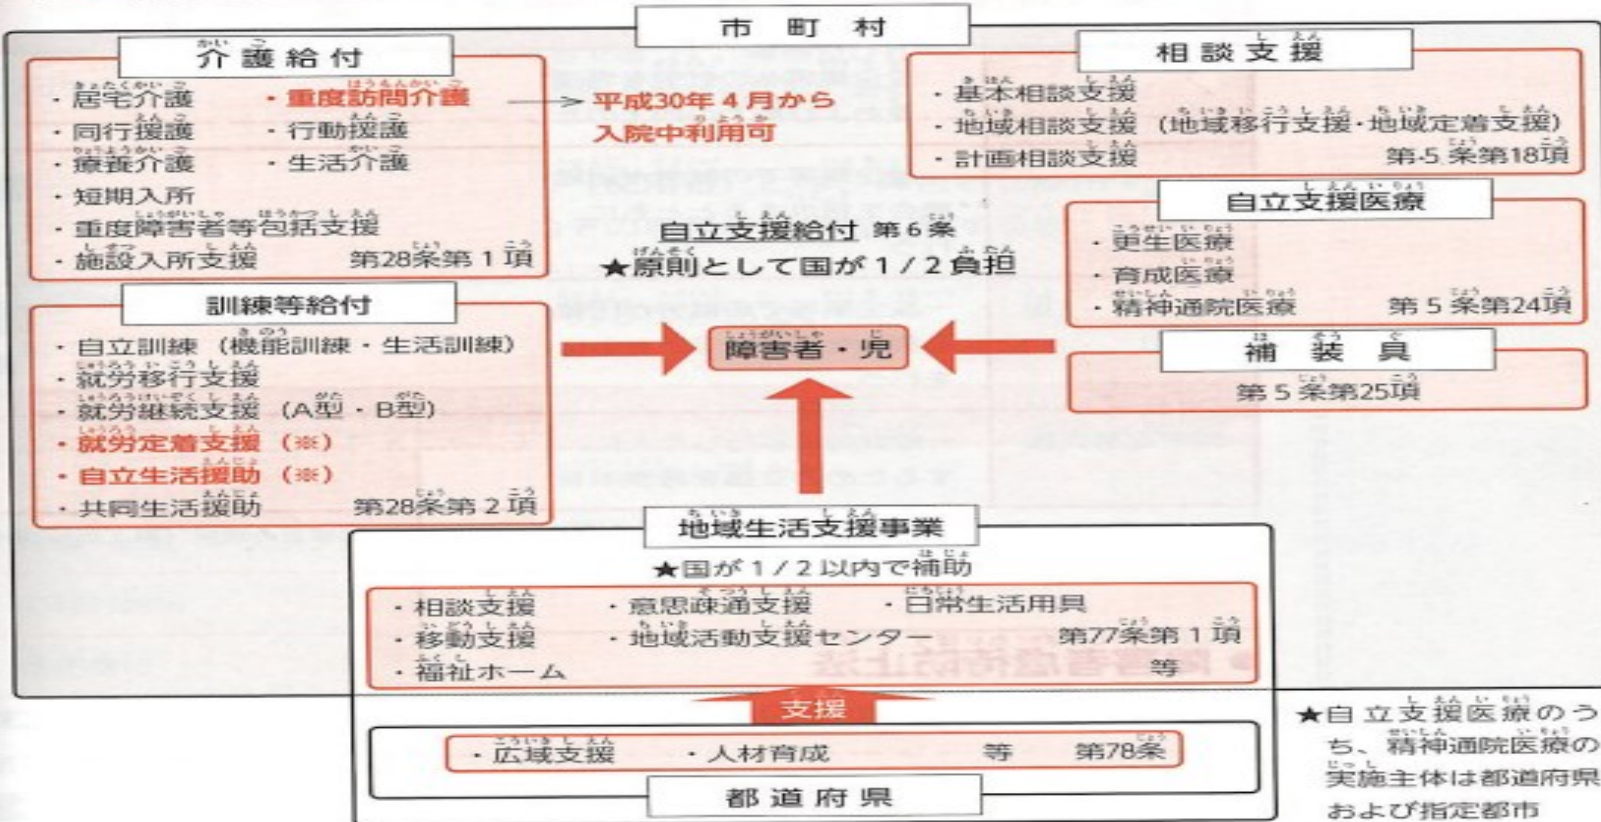 市町村
介護給付
・居宅介護 ・重度訪問介護
・同行援護 ・行動援護
・療養介護 ・生活介護
・短期入所
・重度障害者等包括支援
・施設入所支援 第28条第1項
平成30年4月から
入院中利用可
相談支援
・基本相談支援
・地域相談支援（地域移行支援・地域定着支援）
・計画相談支援 第5条第18項
自立支援医療
・更生医療
・育成医療
・精神通院医療 第5条第24項
自立支援給付 第6条
★原則として国が1/2負担
訓練等給付
・自立訓練（機能訓練・生活訓練）
・就労移行支援
・就労継続支援（A型・B型）
・就労定着支援（※）
・自立生活援助（※）
・共同生活援助 第28条第2項
障害者・児
補装具
第5条第25項
地域生活支援事業
★国が1/2以内で補助
・相談支援 ・意思疎通支援 ・日常生活用具
・移動支援 ・地域活動支援センター 第77条第1項
・福祉ホーム 等
支援
・広域支援 ・人材育成 等 第78条
都道府県
★自立支援医療のう
ち、精神通院医療の
実施主体は都道府県
および指定都市